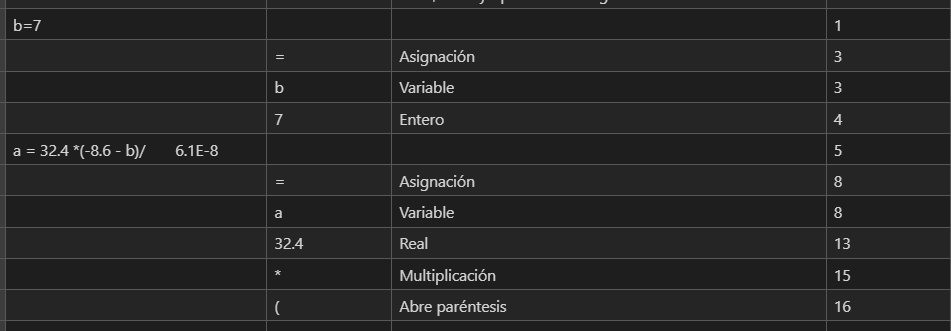 b=7 1
= Asignación 3
b Variable 3
7 Entero 4
a = 32.4 *(-8.6 - b)/ 6.1E-8 5
= Asignación 8
a Variable 8
32.4 Real 13
* Multiplicación 15
( Abre paréntesis 16